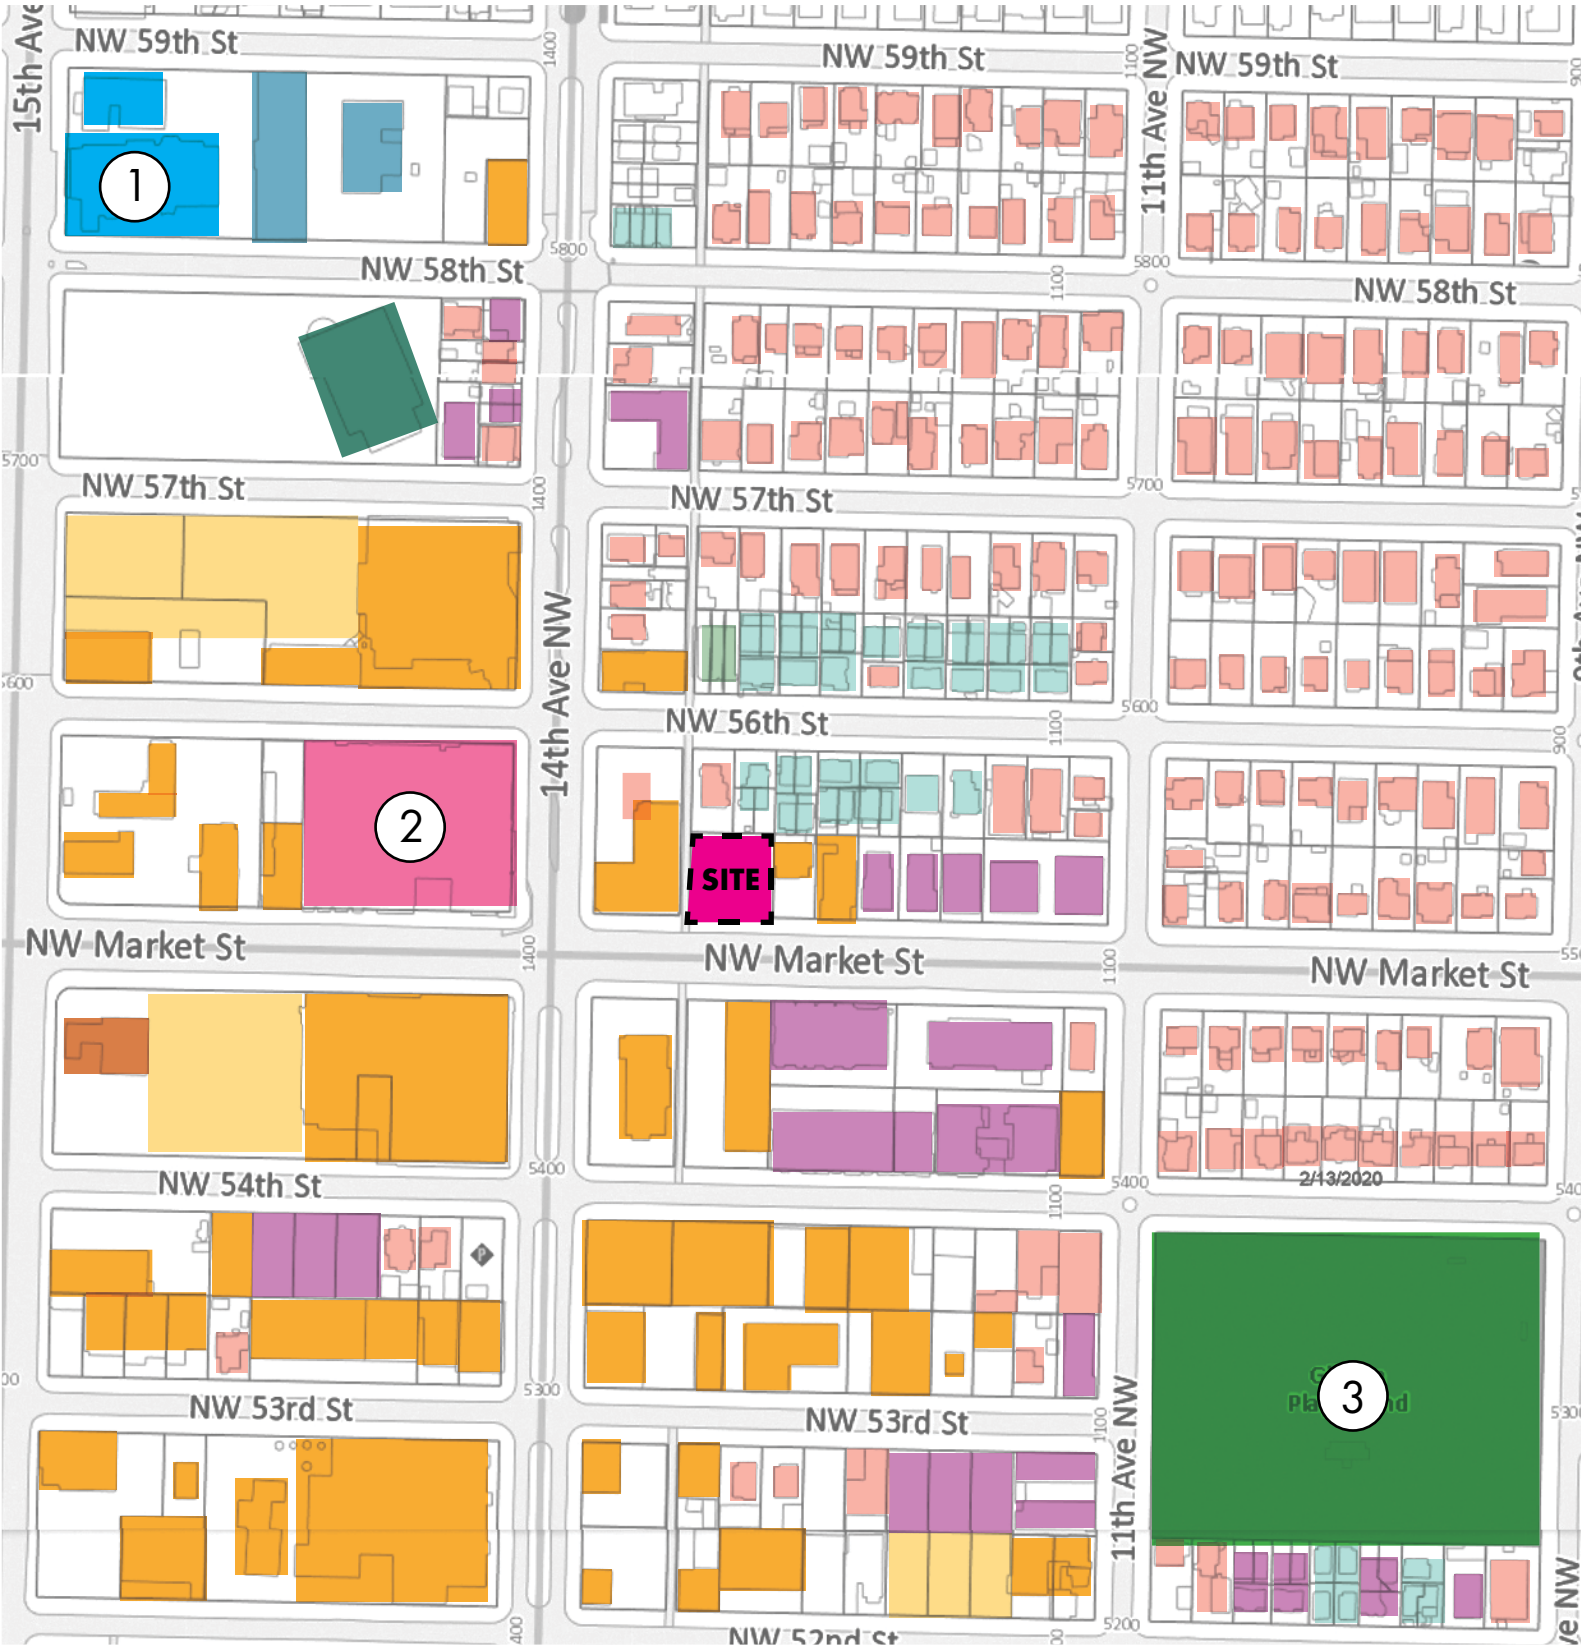 NW 59th St
NW 59th St
NW 59th St
15th Ave
1400
1100
11th Ave NW
900
1
5800
5800
NW 58th St
NW 58th St
1100
5700
NW 57th St
1400
NW 57th St
5700
14th Ave NW
5600
5600
NW 56th St
1100
900
2
SITE
NW Market St
NW Market St
NW Market St
1400
1100
5400
5400
NW 54th St
2/13/2020
1100
P
3
5300
NW 53rd St
NW 53rd St
11th Ave NW
1100
5200
NW 52nd St